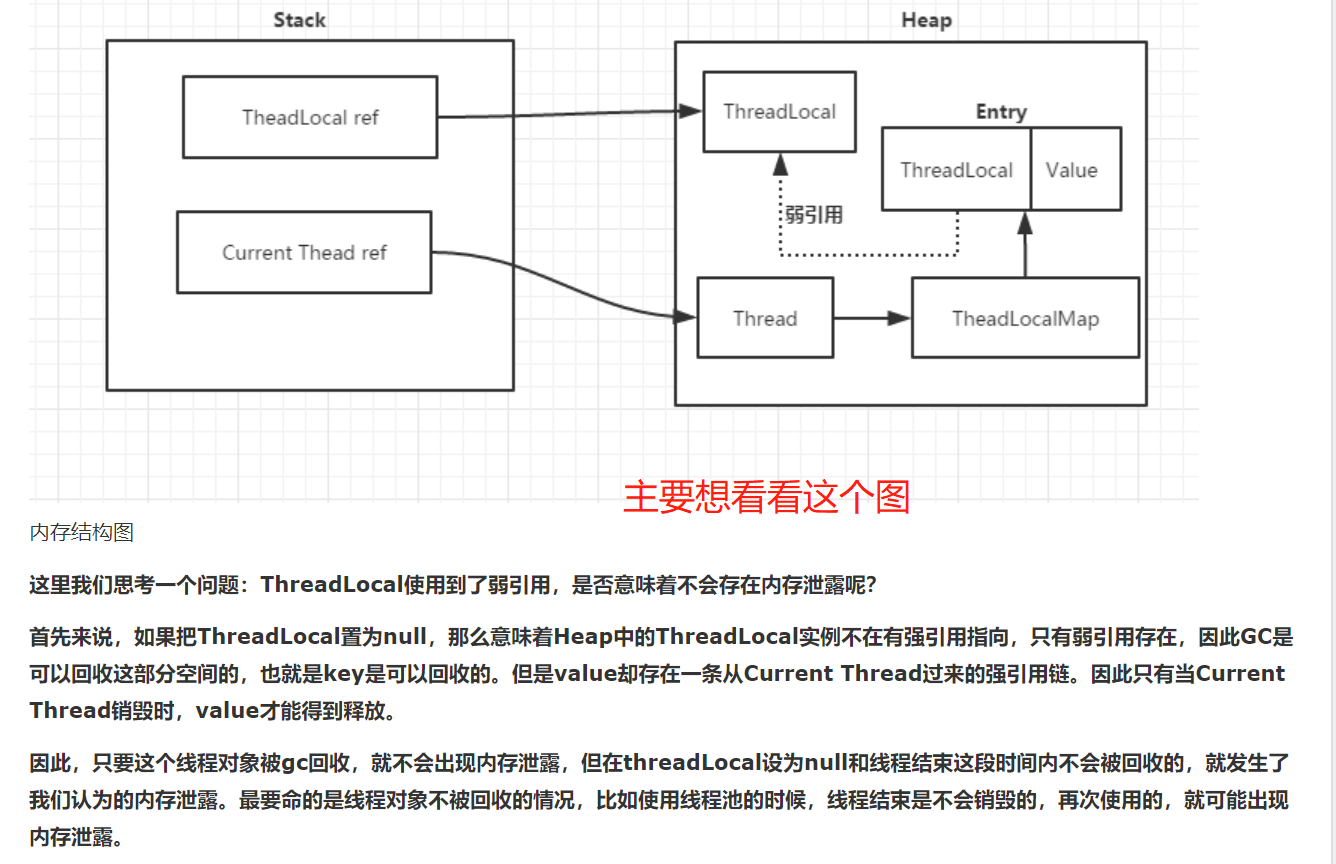 Stack
Heap
TheadLocal ref
ThreadLocal
Entry
ThreadLocal
Value
弱引用
Current Thead ref
Thread
TheadLocalMap
主要想看看这个图
内存结构图
这里我们思考一个问题：ThreadLocal使用到了弱引用，是否意味着不会存在内存泄露呢？
首先来说，如果把ThreadLocal置为null，那么意味着Heap中的ThreadLocal实例不在有强引用指向，只有弱引用存在，因此GC是
可以回收这部分空间的，也就是key是可以回收的。但是value却存在一条从Current Thread过来的强引用链。因此只有当Current
Thread销毁时，value才能得到释放。
因此，只要这个线程对象被gc回收，就不会出现内存泄露，但在threadLocal设为null和线程结束这段时间内不会被回收的，就发生了
我们认为的内存泄露。最要命的是线程对象不被回收的情况，比如使用线程池的时候，线程结束是不会销毁的，再次使用的，就可能出现
内存泄露。